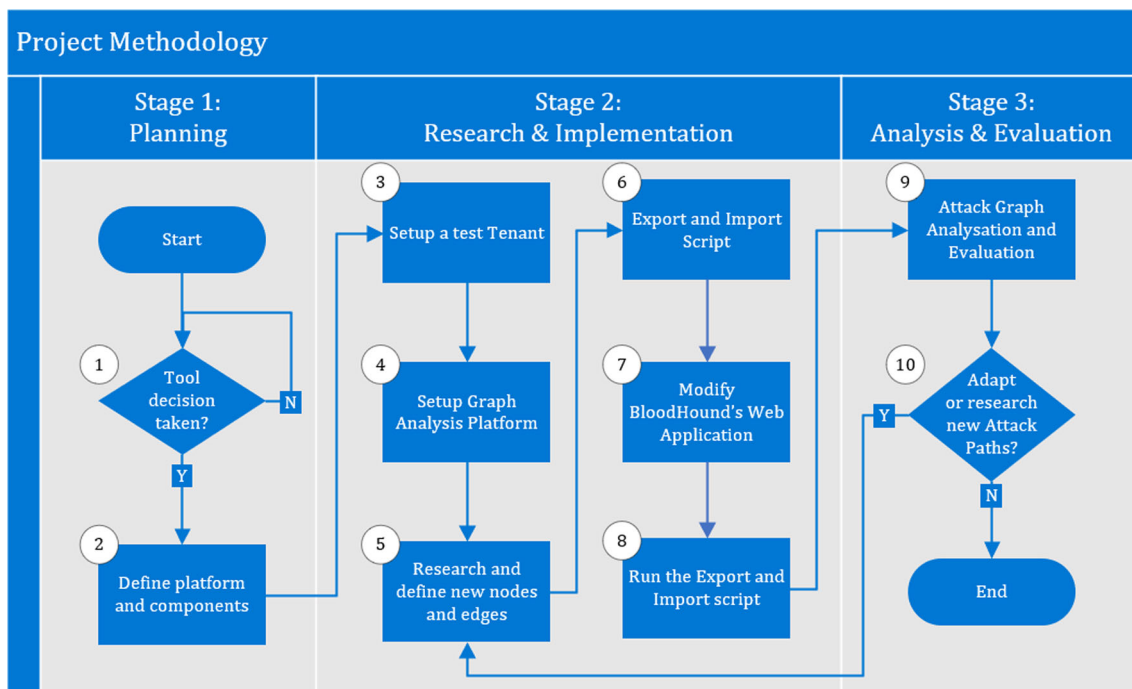 Project Methodology
Stage 1:
Planning
Stage 2:
Research & Implementation
Stage 3:
Analysis & Evaluation
Start
1
Tool
decision
taken?
N
Y
2
Define platform
and components
3
Setup a test Tenant
4
Setup Graph
Analysis Platform
5
Research and
define new nodes
and edges
6
Export and Import
Script
7
Modify
BloodHound's Web
Application
8
Run the Export and
Import script
9
Attack Graph
Analysation and
Evaluation
10
Adapt
or research
new Attack
Paths?
Y
N
End